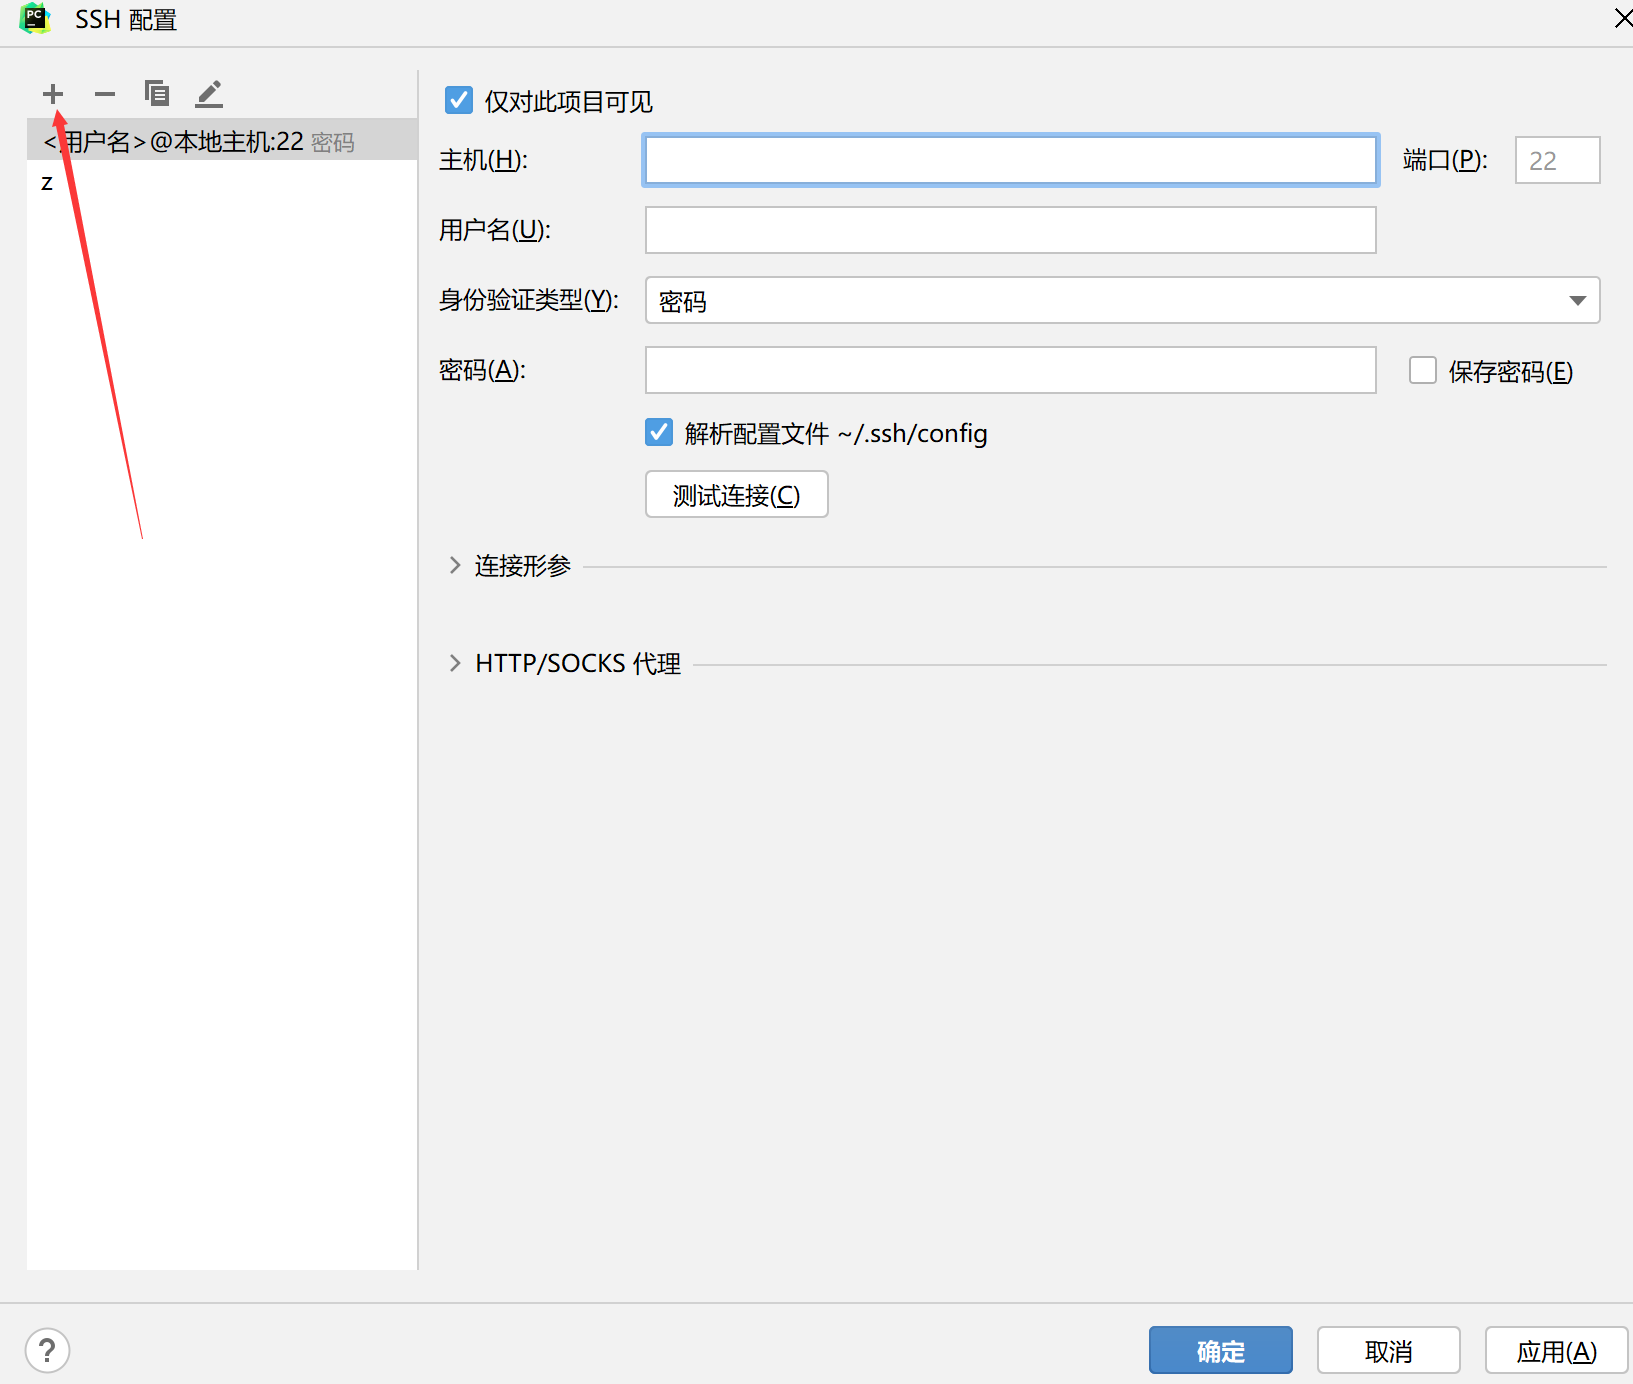 SSH 配置
<用户名>@本地主机:22 密码
z
仅对此项目可见
主机(H):
端口(P): 22
用户名(U):
身份验证类型(Y): 密码
密码(A):
保存密码(E)
解析配置文件 ~/.ssh/config
测试连接(C)
连接形参
HTTP/SOCKS 代理
?
确定 取消 应用(A)